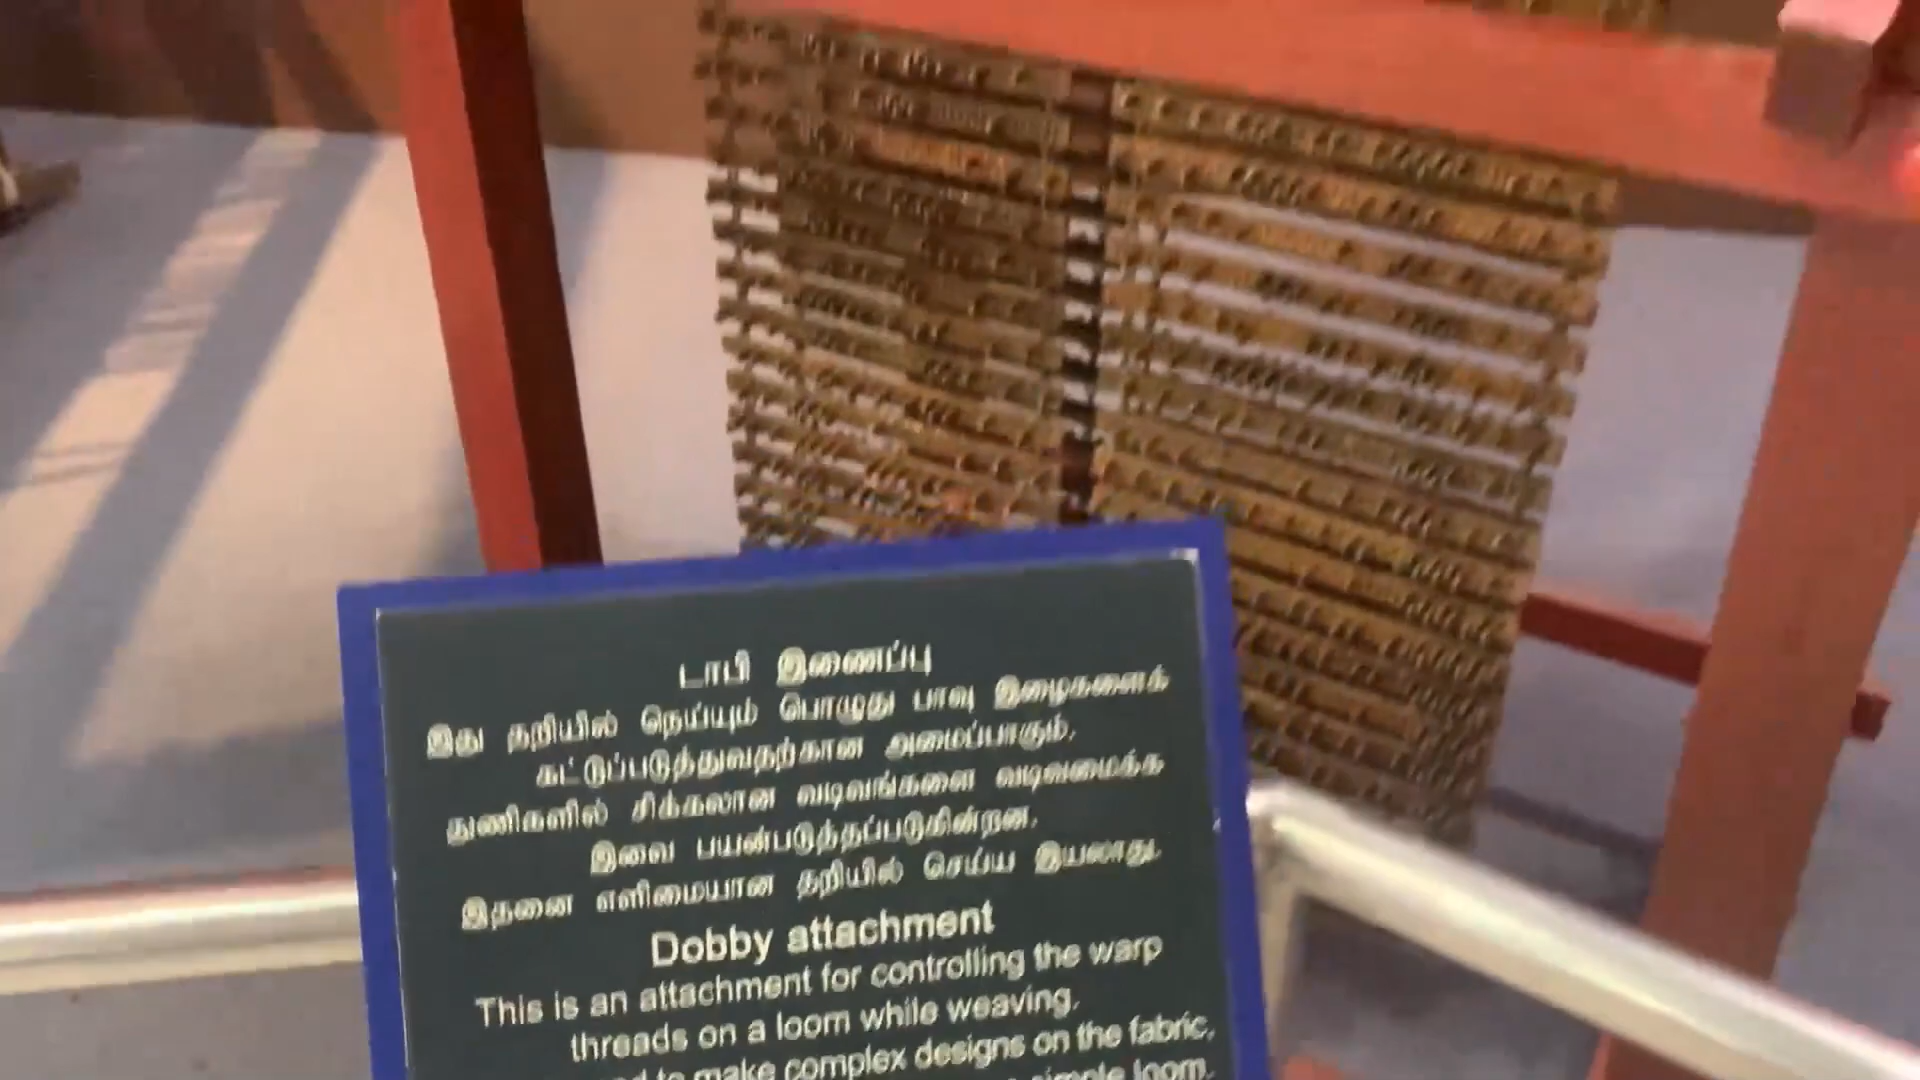 டாபி இணைப்பு
இது தறியில் நெய்யும் பொழுது பாவு இழைகளைக்
கட்டுப்படுத்துவதற்கான அமைப்பாகும்.
துணிகளில் சிக்கலான வடிவங்களை வடிவமைக்க
இவை பயன்படுத்தப்படுகின்றன.
இதனை எளிமையான தறியில் செய்ய இயலாது.
Dobby attachment
This is an attachment for controlling the warp
threads on a loom while weaving.
to make complex designs on the fabric,
simple loom.